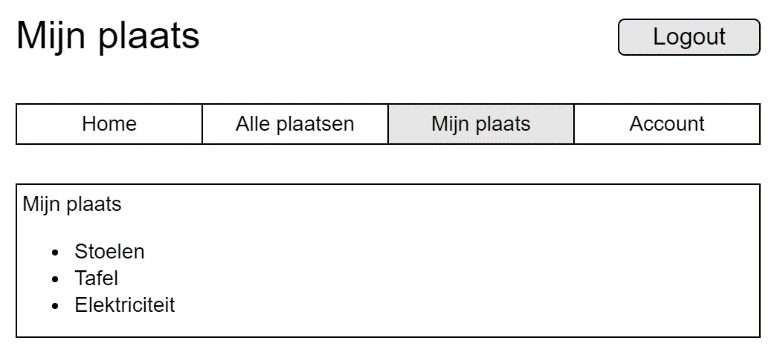 Mijn plaats
Logout
Home
Alle plaatsen
Mijn plaats
Account
Mijn plaats
Stoelen
Tafel
Elektriciteit